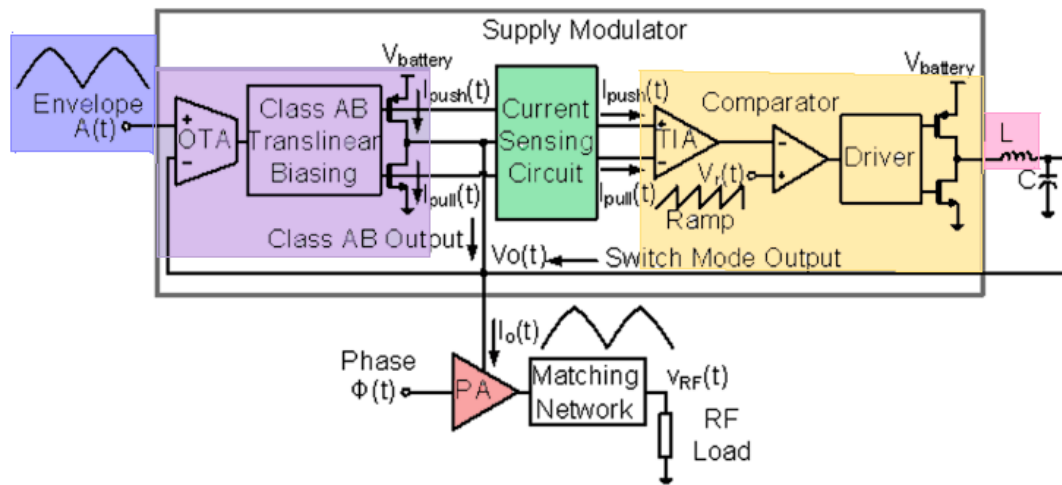 Supply Modulator
Envelope
A(t)
+
−
OTA
Class AB
Translinear
Biasing
Vbattery
Ipush(t)
Ipull(t)
Current
Sensing
Circuit
Ipush(t)
Ipull(t)
+
−
TIA
Comparator
−
+
Vr(t)
Ramp
Driver
Vbattery
L
C
Class AB Output
Vo(t)
Switch Mode Output
Io(t)
Phase
Φ(t)
PA
Matching
Network
vRF(t)
RF
Load